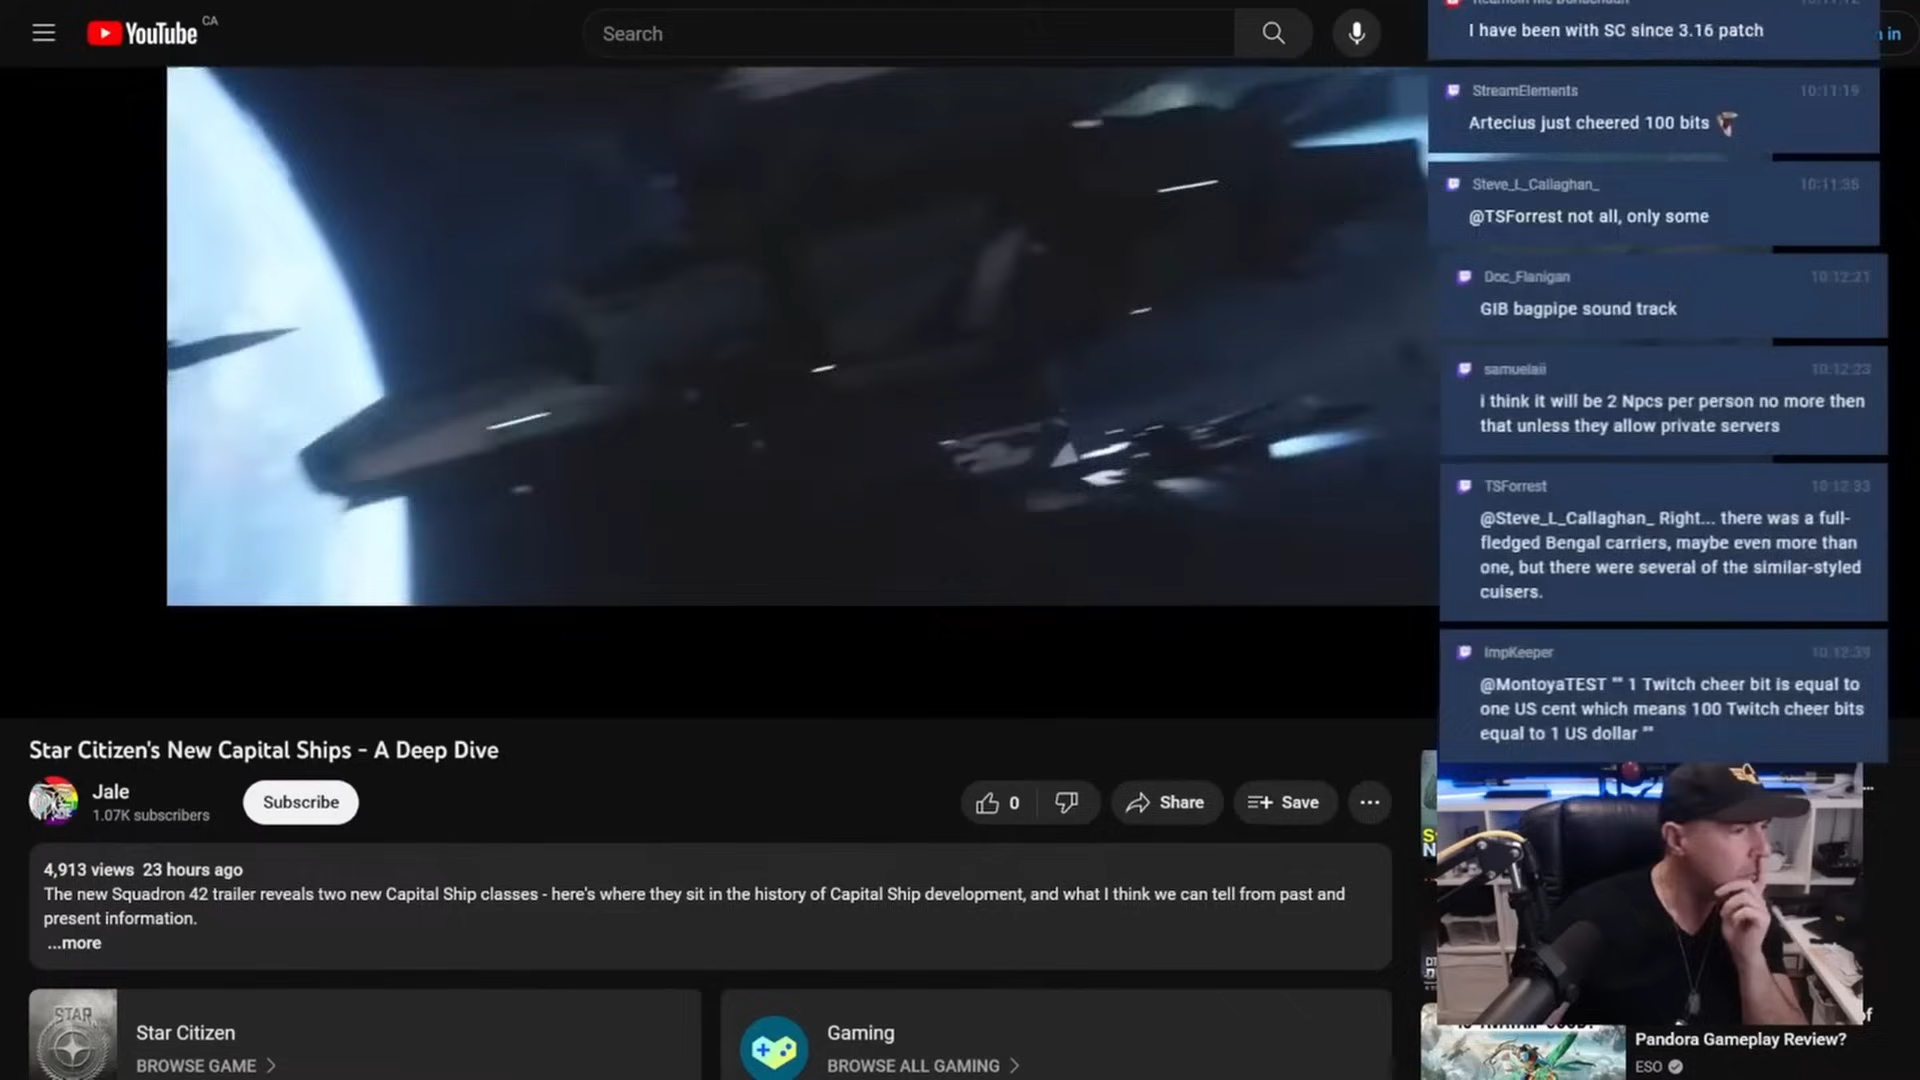 YouTube CA
Search
n in
10:11:12
I have been with SC since 3.16 patch
StreamElements 10:11:19
Artecius just cheered 100 bits
Steve_L_Callaghan_ 10:11:35
@TSForrest not all, only some
Doc_Flanigan 10:12:21
GIB bagpipe sound track
samuelaii 10:12:23
i think it will be 2 Npcs per person no more then
that unless they allow private servers
TSForrest 10:12:33
@Steve_L_Callaghan_ Right... there was a full-
fledged Bengal carriers, maybe even more than
one, but there were several of the similar-styled
cuisers.
ImpKeeper 10:12:39
@MontoyaTEST "" 1 Twitch cheer bit is equal to
one US cent which means 100 Twitch cheer bits
equal to 1 US dollar ""
Star Citizen's New Capital Ships - A Deep Dive
Jale
1.07K subscribers
Subscribe
0
Share
Save
4,913 views 23 hours ago
The new Squadron 42 trailer reveals two new Capital Ship classes - here's where they sit in the history of Capital Ship development, and what I think we can tell from past and
present information.
...more
STAR
Star Citizen
BROWSE GAME
Gaming
BROWSE ALL GAMING
of
Pandora Gameplay Review?
ESO